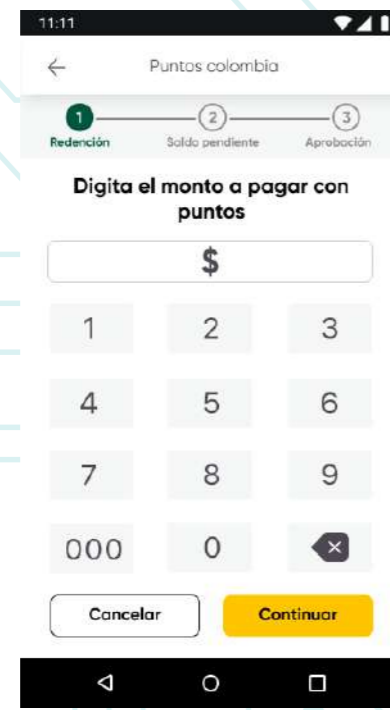 11:11
Puntos colombia
1 2 3
Redención Saldo pendiente Aprobación
Digita el monto a pagar con
puntos
$
1 2 3
4 5 6
7 8 9
000 0
Cancelar Continuar